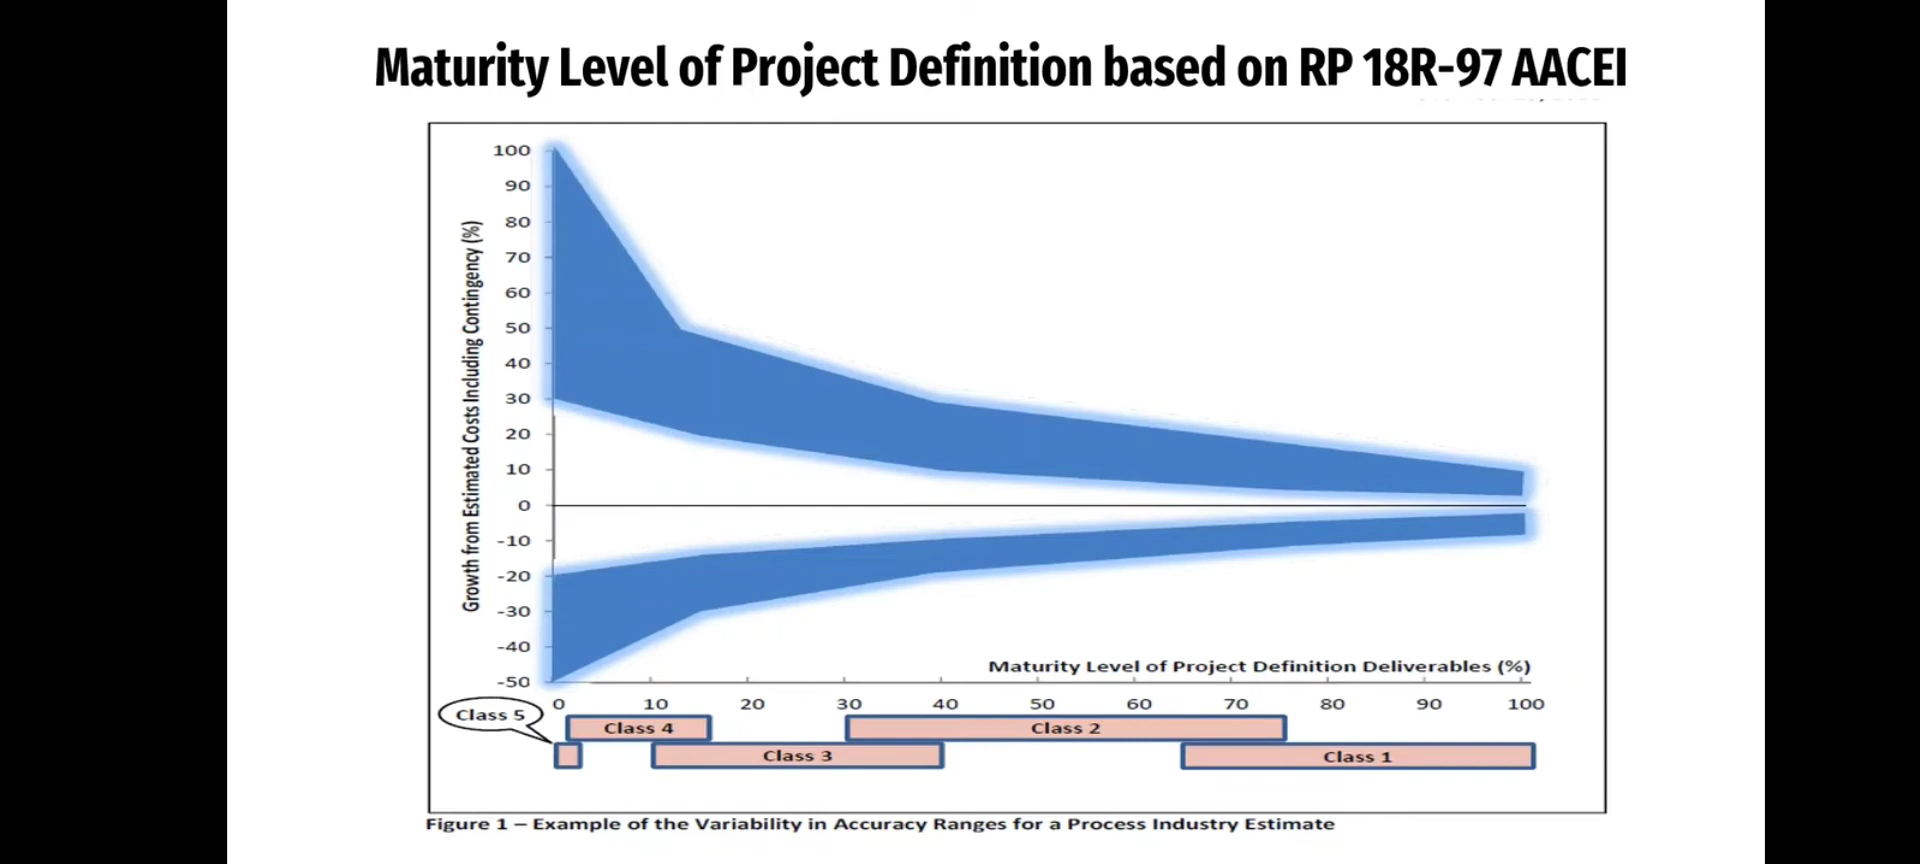 Maturity Level of Project Definition based on RP 18R-97 AACEI
Growth from Estimated Costs Including Contingency (%)
100
90
80
70
60
50
40
30
20
10
0
-10
-20
-30
-40
-50
Maturity Level of Project Definition Deliverables (%)
0 10 20 30 40 50 60 70 80 90 100
Class 5
Class 4
Class 2
Class 3
Class 1
Figure 1 – Example of the Variability in Accuracy Ranges for a Process Industry Estimate